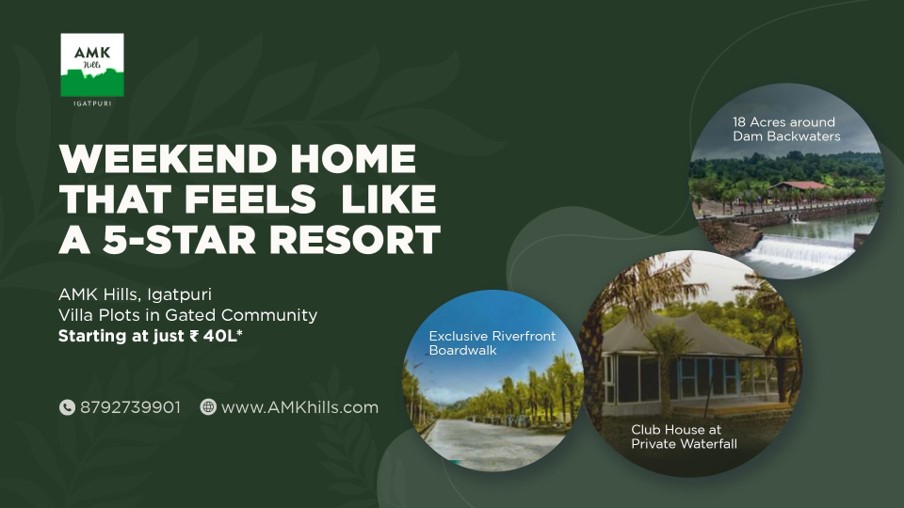 AMK
Hills
IGATPURI
WEEKEND HOME
THAT FEELS LIKE
A 5-STAR RESORT
AMK Hills, Igatpuri
Villa Plots in Gated Community
Starting at just ₹ 40L*
8792739901 www.AMKhills.com
Exclusive Riverfront
Boardwalk
18 Acres around
Dam Backwaters
Club House at
Private Waterfall